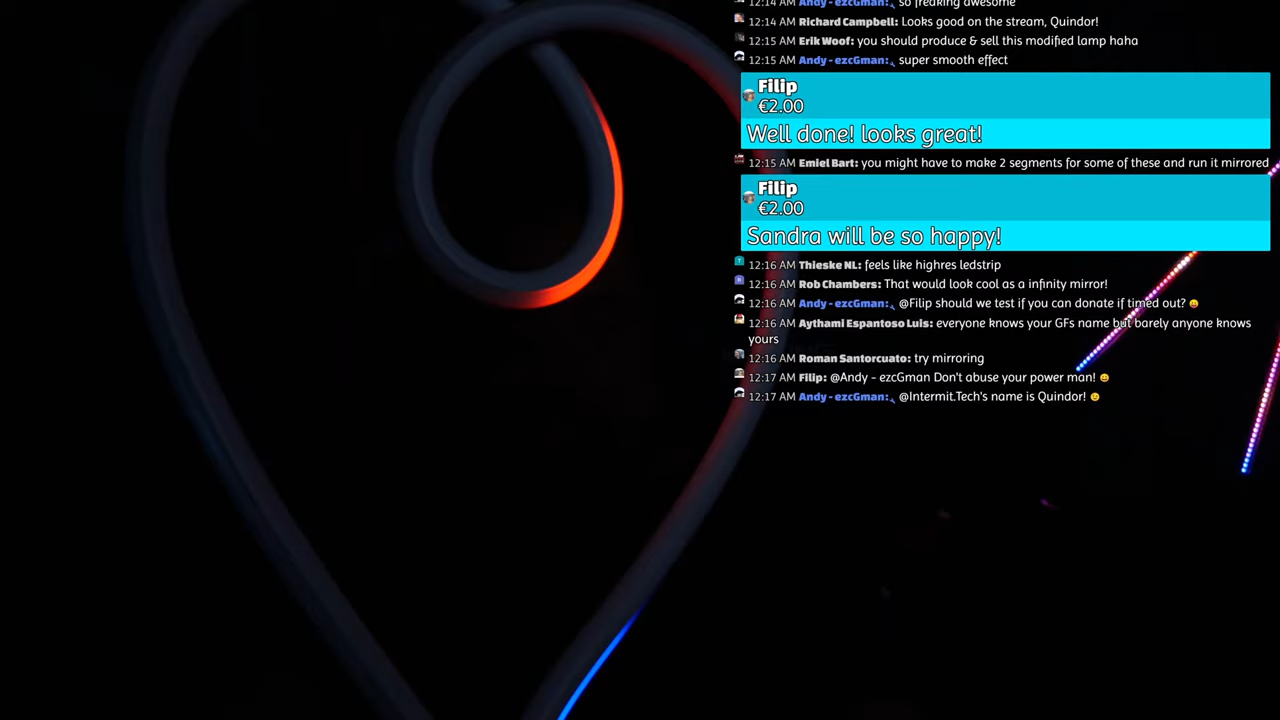 12:14 AM Andy - ezcGman: so freaking awesome
12:14 AM Richard Campbell: Looks good on the stream, Quindor!
12:15 AM Erik Woof: you should produce & sell this modified lamp haha
12:15 AM Andy - ezcGman: super smooth effect
Filip
€2.00
Well done! looks great!
12:15 AM Emiel Bart: you might have to make 2 segments for some of these and run it mirrored
Filip
€2.00
Sandra will be so happy!
12:16 AM Thieske NL: feels like highres ledstrip
12:16 AM Rob Chambers: That would look cool as a infinity mirror!
12:16 AM Andy - ezcGman: @Filip should we test if you can donate if timed out? 😛
12:16 AM Aythami Espantoso Luis: everyone knows your GFs name but barely anyone knows
yours
12:16 AM Roman Santorcuato: try mirroring
12:17 AM Filip: @Andy - ezcGman Don't abuse your power man! 😀
12:17 AM Andy - ezcGman: @Intermit.Tech's name is Quindor! 😉